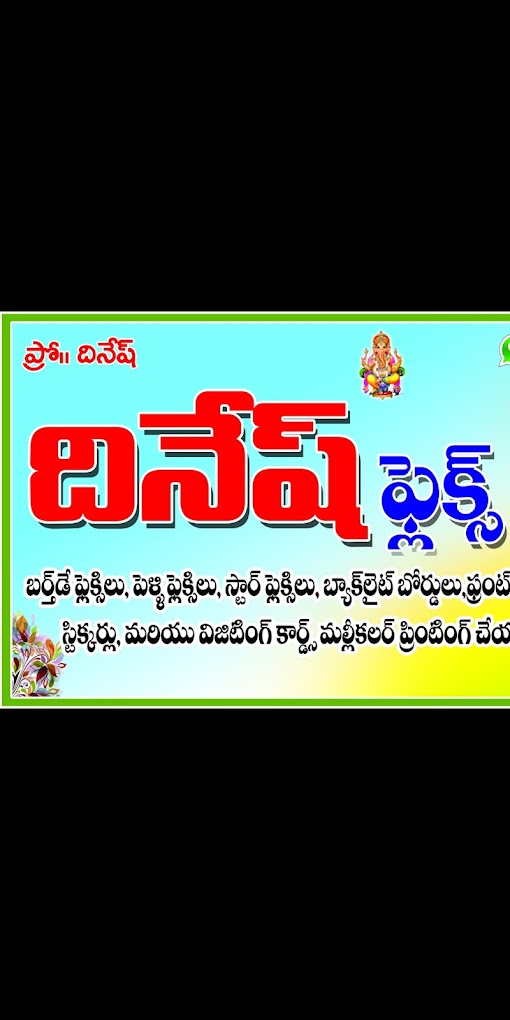 ప్రో॥ దినేష్
దినేష్ ఫ్లెక్స్
బర్త్‌డే ఫ్లెక్సీలు, పెళ్ళి ఫ్లెక్సీలు, స్టార్ ఫ్లెక్సీలు, బ్యాక్‌లైట్ బోర్డులు,ఫ్రంట్
స్టిక్కర్లు, మరియు విజిటింగ్ కార్డ్స్ మల్టీకలర్ ప్రింటింగ్